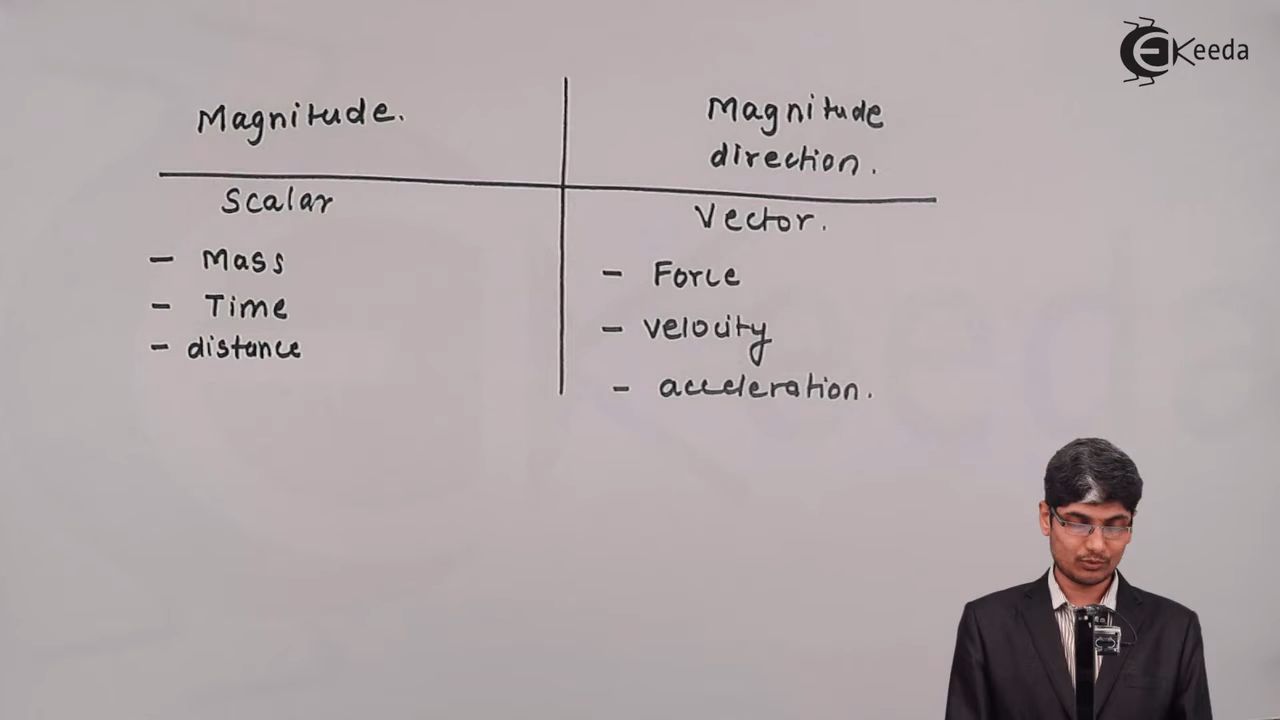 Ekeeda
Magnitude.
Scalar
- Mass
- Time
- distance
Magnitude
direction.
Vector.
- Force
- velocity
- acceleration.